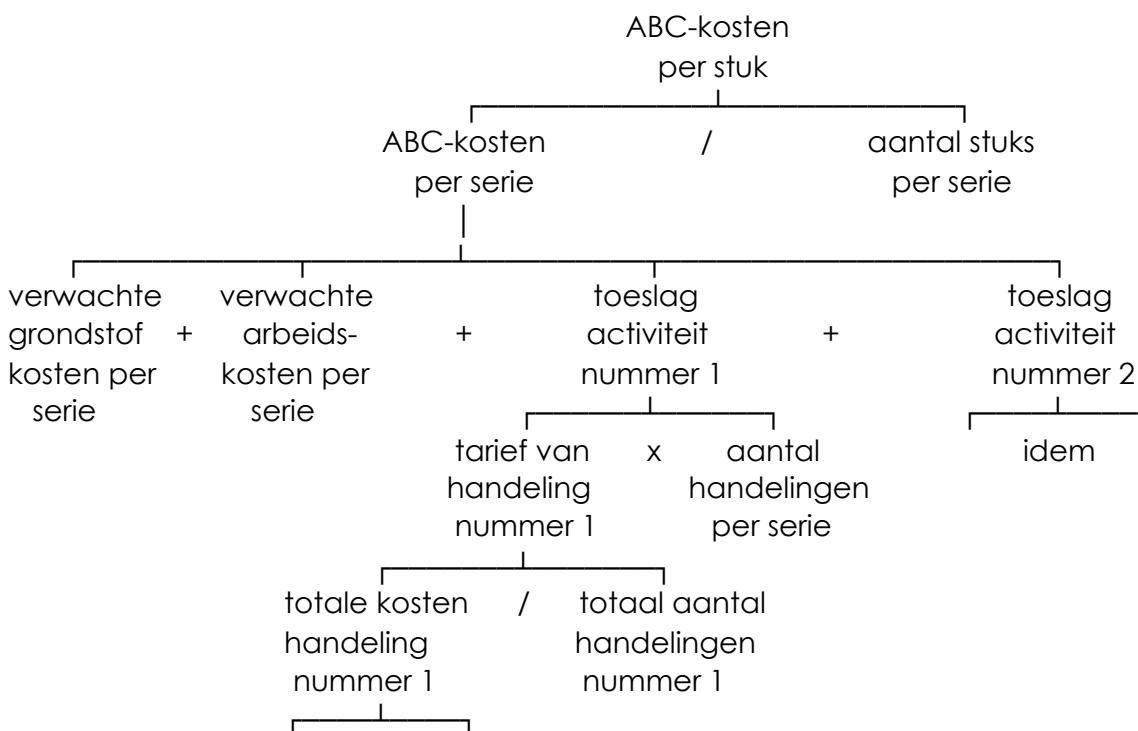 ABC-kosten
per stuk
ABC-kosten / aantal stuks
per serie per serie
verwachte verwachte toeslag toeslag
grondstof + arbeids- + activiteit + activiteit
kosten per kosten per nummer 1 nummer 2
serie serie
tarief van x aantal idem
handeling handelingen
nummer 1 per serie
totale kosten / totaal aantal
handeling handelingen
nummer 1 nummer 1